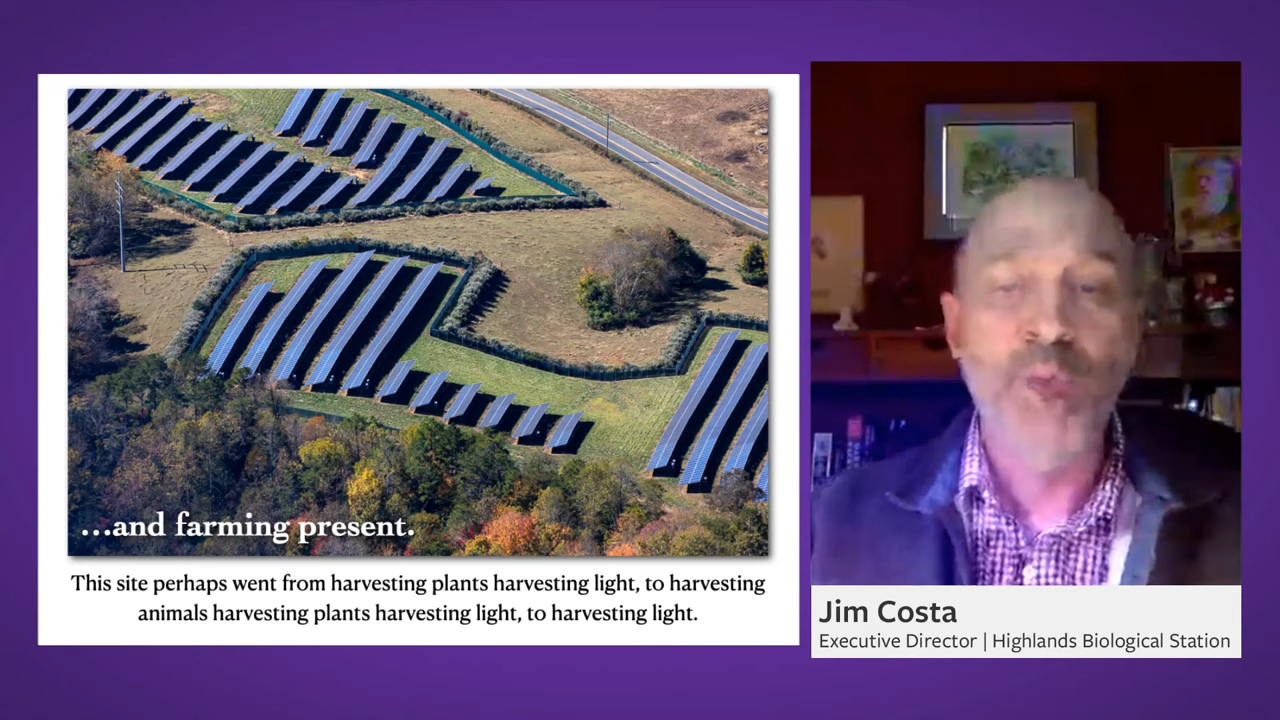 ...and farming present.
This site perhaps went from harvesting plants harvesting light, to harvesting
animals harvesting plants harvesting light, to harvesting light.
Jim Costa
Executive Director | Highlands Biological Station